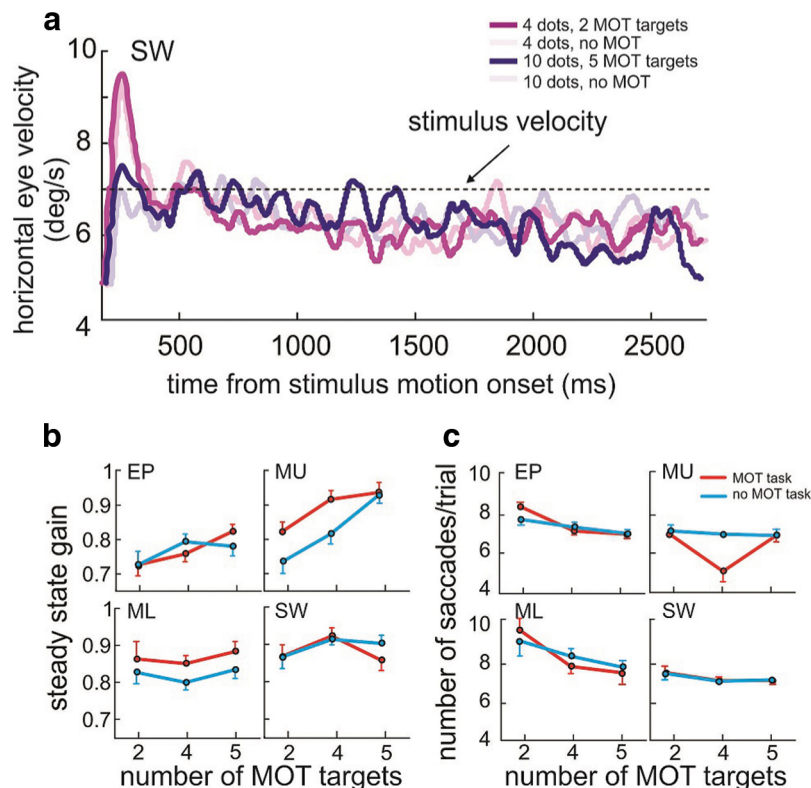 a
SW
4 dots, 2 MOT targets
4 dots, no MOT
10 dots, 5 MOT targets
10 dots, no MOT
stimulus velocity
horizontal eye velocity
(deg/s)
10
8
6
4
500
1000
1500
2000
2500
time from stimulus motion onset (ms)
b
EP
MU
1
0.9
0.8
0.7
ML
SW
1
0.9
0.8
0.7
2
4
5
2
4
5
steady state gain
number of MOT targets
c
EP
MU
MOT task
no MOT task
10
8
6
4
ML
SW
10
8
6
4
2
4
5
2
4
5
number of saccades/trial
number of MOT targets